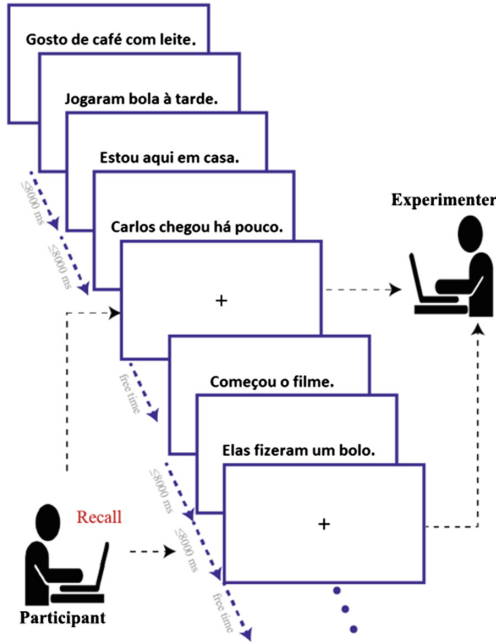 Gosto de café com leite.
Jogaram bola à tarde.
Estou aqui em casa.
≤8000 ms
Carlos chegou há pouco.
Experimenter
≤8000 ms
+
free time
Começou o filme.
Elas fizeram um bolo.
≤8000 ms
+
Recall
≤8000 ms
free time
Participant